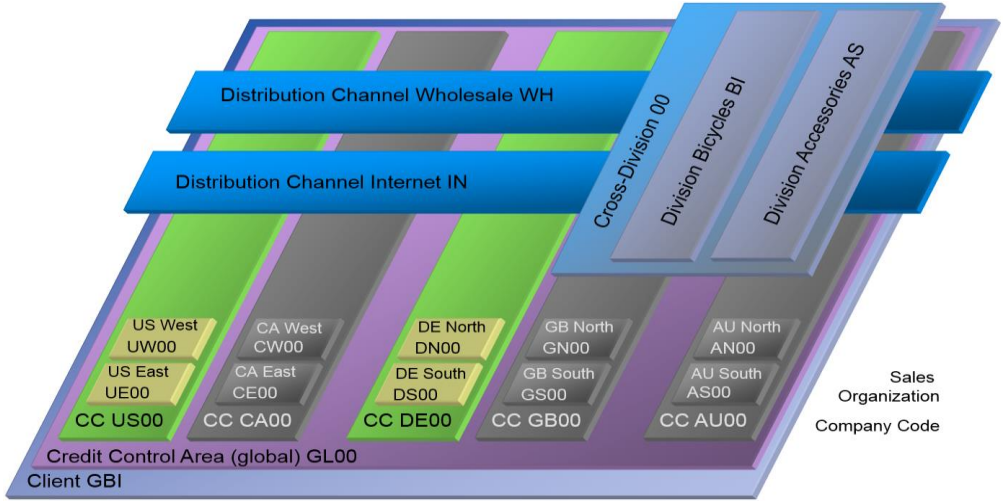 Distribution Channel Wholesale WH
Distribution Channel Internet IN
Cross-Division 00
Division Bicycles BI
Division Accessories AS
US West
UW00
US East
UE00
CC US00
CA West
CW00
CA East
CE00
CC CA00
DE North
DN00
DE South
DS00
CC DE00
GB North
GN00
GB South
GS00
CC GB00
AU North
AN00
AU South
AS00
CC AU00
Sales
Organization
Company Code
Credit Control Area (global) GL00
Client GBI